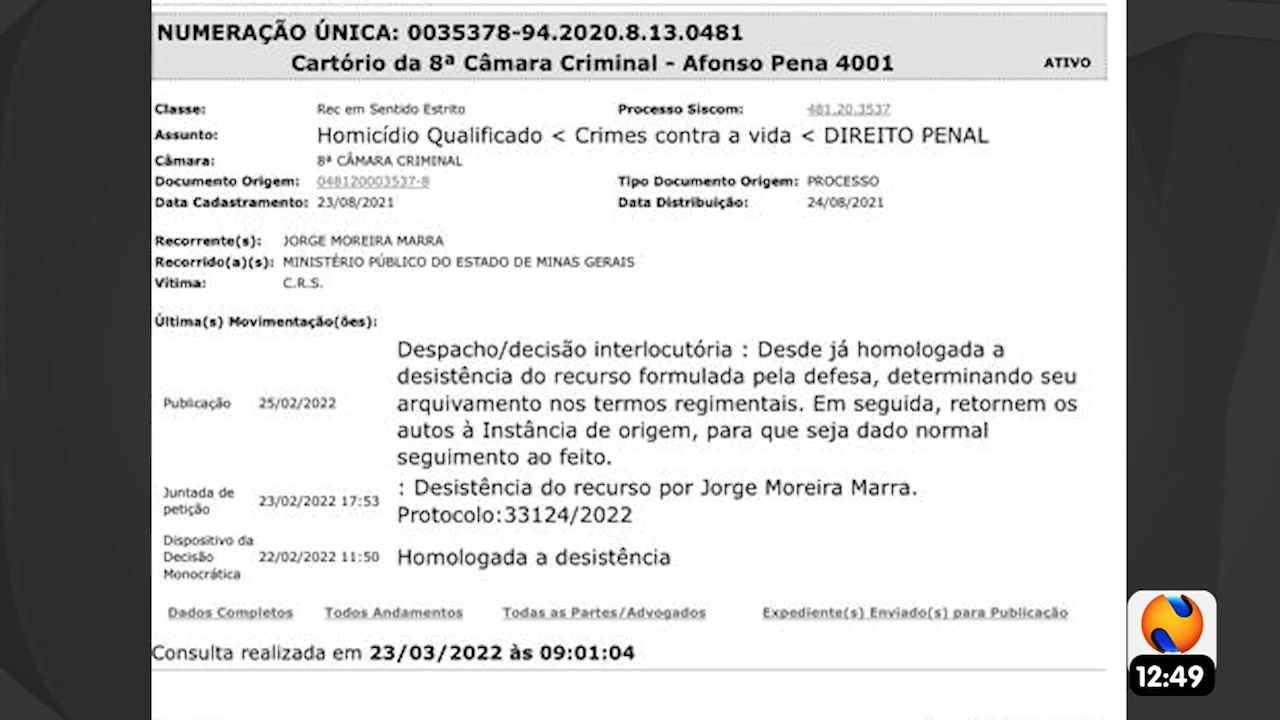 NUMERAÇÃO ÚNICA: 0035378-94.2020.8.13.0481
Cartório da 8ª Câmara Criminal - Afonso Pena 4001 ATIVO
Classe: Rec em Sentido Estrito Processo Siscom: 481.20.3537
Assunto: Homicídio Qualificado < Crimes contra a vida < DIREITO PENAL
Câmara: 8ª CÂMARA CRIMINAL
Documento Origem: 048120003537-8 Tipo Documento Origem: PROCESSO
Data Cadastramento: 23/08/2021 Data Distribuição: 24/08/2021
Recorrente(s): JORGE MOREIRA MARRA
Recorrido(a)(s): MINISTÉRIO PÚBLICO DO ESTADO DE MINAS GERAIS
Vítima: C.R.S.
Última(s) Movimentação(ões):
Publicação 25/02/2022
Despacho/decisão interlocutória : Desde já homologada a
desistência do recurso formulada pela defesa, determinando seu
arquivamento nos termos regimentais. Em seguida, retornem os
autos à Instância de origem, para que seja dado normal
seguimento ao feito.
Juntada de
petição
23/02/2022 17:53
: Desistência do recurso por Jorge Moreira Marra.
Protocolo:33124/2022
Dispositivo da
Decisão
Monocrática
22/02/2022 11:50 Homologada a desistência
Dados Completos Todos Andamentos Todas as Partes/Advogados Expediente(s) Enviado(s) para Publicação
Consulta realizada em 23/03/2022 às 09:01:04
12:49